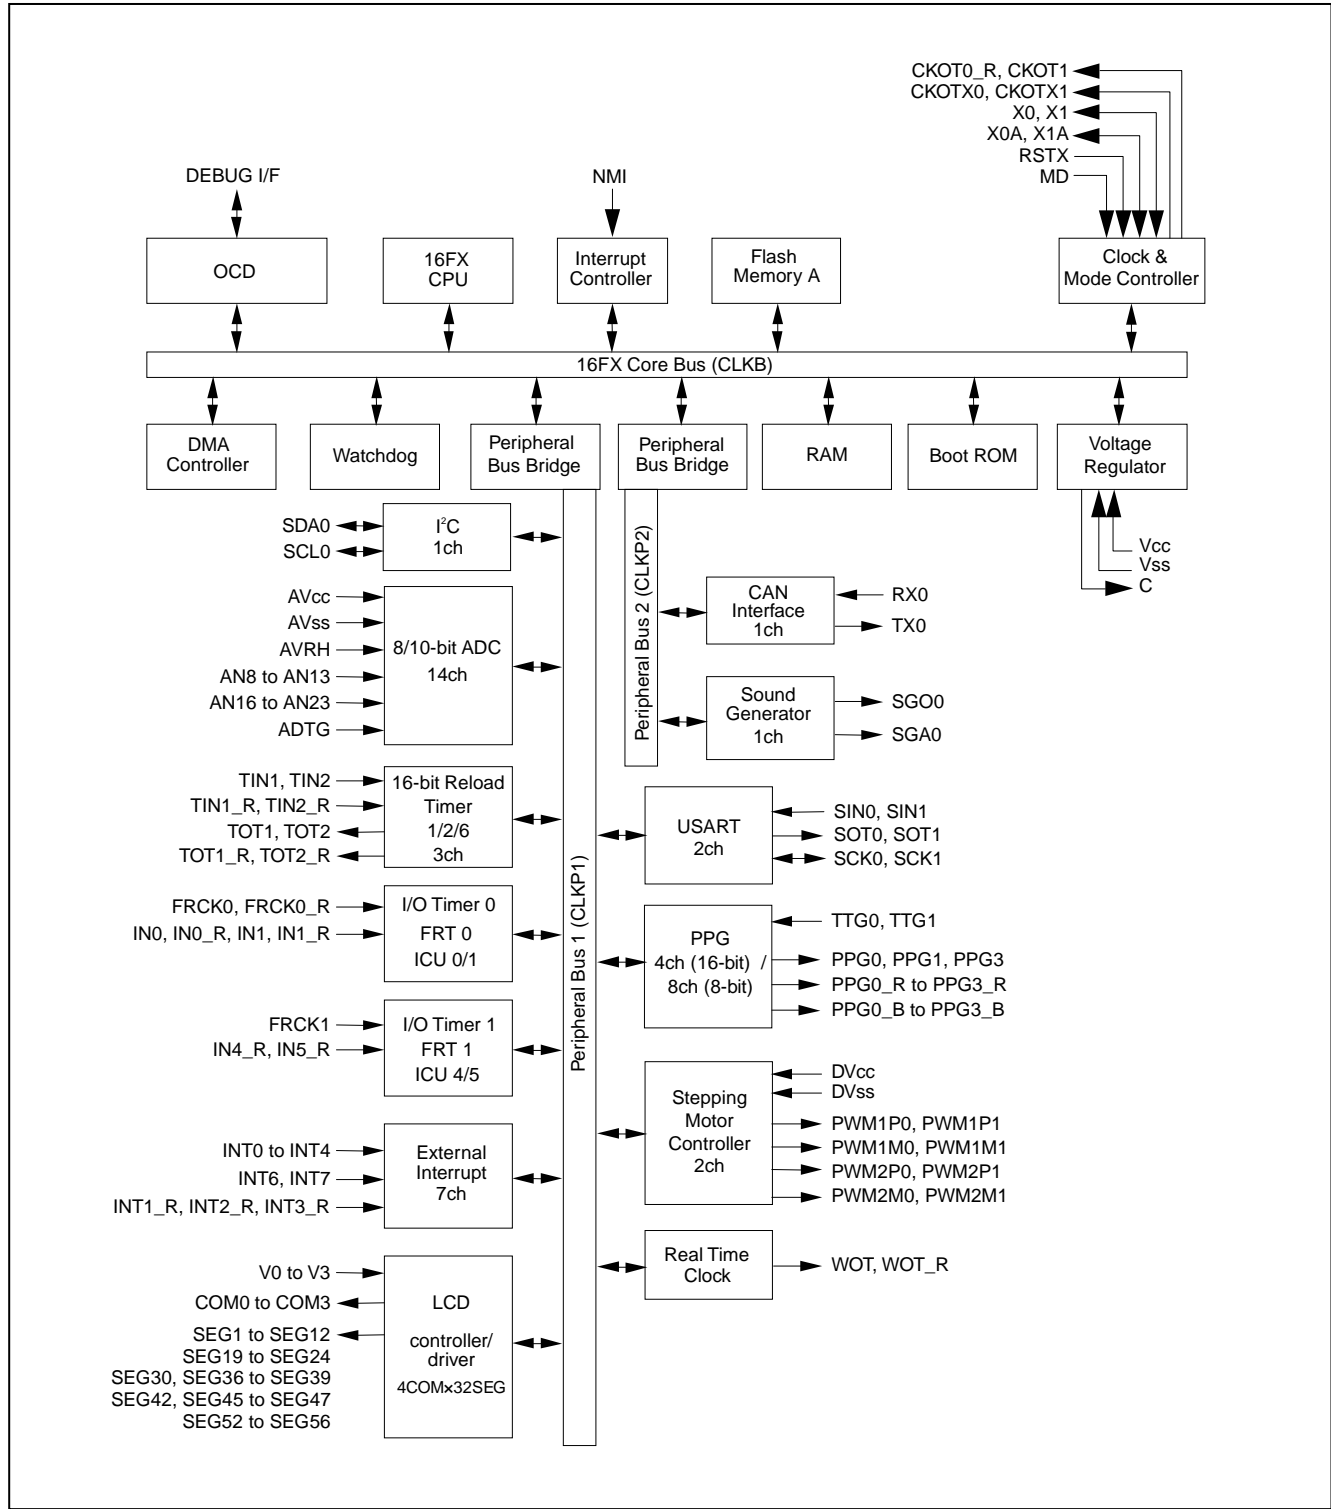 CKOT0_R, CKOT1
CKOTX0, CKOTX1
X0, X1
X0A, X1A
RSTX
MD
DEBUG I/F
NMI
OCD
16FX
CPU
Interrupt
Controller
Flash
Memory A
Clock &
Mode Controller
16FX Core Bus (CLKB)
DMA
Controller
Watchdog
Peripheral
Bus Bridge
Peripheral
Bus Bridge
RAM
Boot ROM
Voltage
Regulator
Vcc
Vss
C
Peripheral Bus 1 (CLKP1)
Peripheral Bus 2 (CLKP2)
SDA0
SCL0
I²C
1ch
AVcc
AVss
AVRH
AN8 to AN13
AN16 to AN23
ADTG
8/10-bit ADC
14ch
TIN1, TIN2
TIN1_R, TIN2_R
TOT1, TOT2
TOT1_R, TOT2_R
16-bit Reload
Timer
1/2/6
3ch
FRCK0, FRCK0_R
IN0, IN0_R, IN1, IN1_R
I/O Timer 0
FRT 0
ICU 0/1
FRCK1
IN4_R, IN5_R
I/O Timer 1
FRT 1
ICU 4/5
INT0 to INT4
INT6, INT7
INT1_R, INT2_R, INT3_R
External
Interrupt
7ch
V0 to V3
COM0 to COM3
SEG1 to SEG12
SEG19 to SEG24
SEG30, SEG36 to SEG39
SEG42, SEG45 to SEG47
SEG52 to SEG56
LCD
controller/
driver
4COM×32SEG
CAN
Interface
1ch
RX0
TX0
Sound
Generator
1ch
SGO0
SGA0
USART
2ch
SIN0, SIN1
SOT0, SOT1
SCK0, SCK1
PPG
4ch (16-bit) /
8ch (8-bit)
TTG0, TTG1
PPG0, PPG1, PPG3
PPG0_R to PPG3_R
PPG0_B to PPG3_B
Stepping
Motor
Controller
2ch
DVcc
DVss
PWM1P0, PWM1P1
PWM1M0, PWM1M1
PWM2P0, PWM2P1
PWM2M0, PWM2M1
Real Time
Clock
WOT, WOT_R